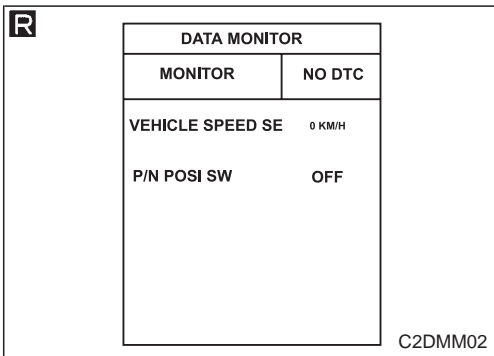 R
DATA MONITOR
MONITOR NO DTC
VEHICLE SPEED SE 0 KM/H
P/N POSI SW OFF
C2DMM02